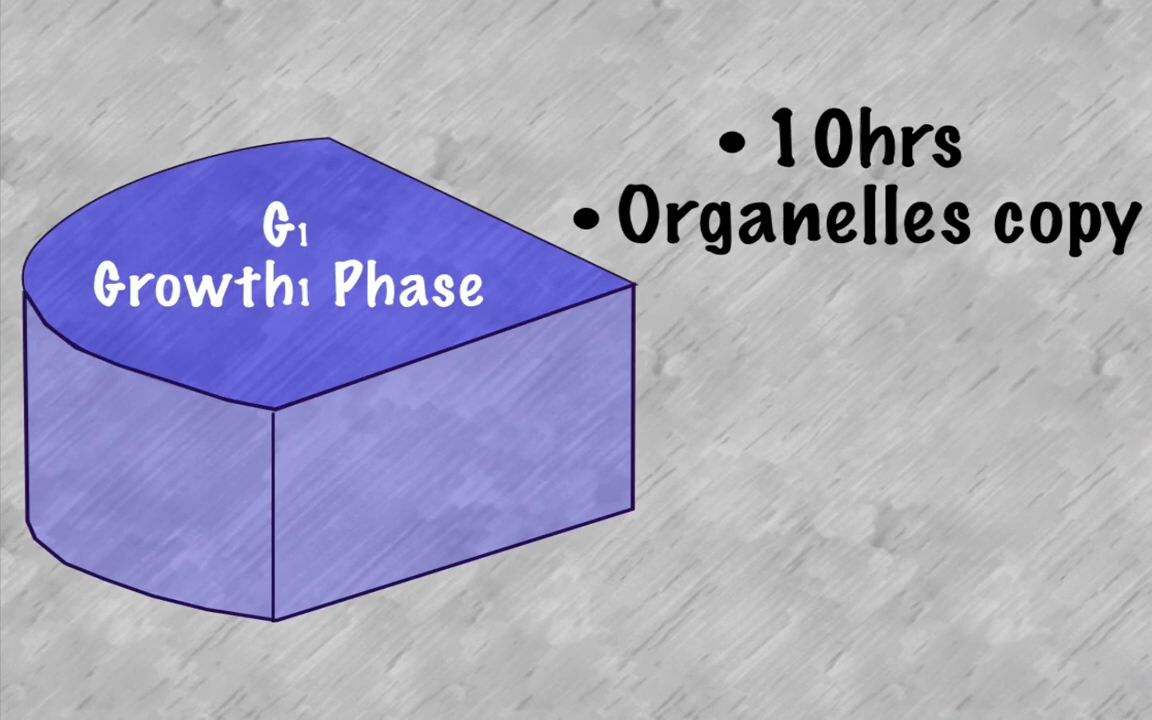 G₁
Growth₁ Phase
• 10hrs
• Organelles copy